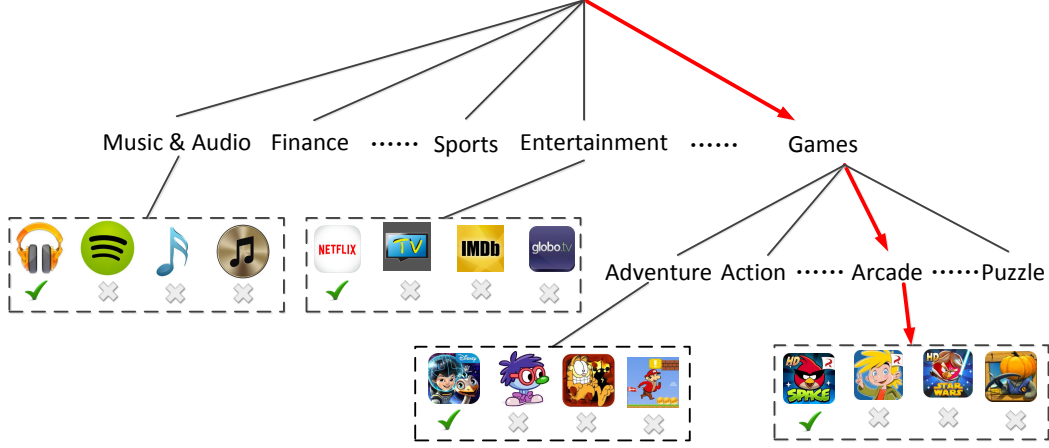 Music & Audio Finance ...... Sports Entertainment ...... Games
NETFLIX TV IMDb globo.tv
Adventure Action ...... Arcade ...... Puzzle
Disney
HD SPACE
HD STAR WARS